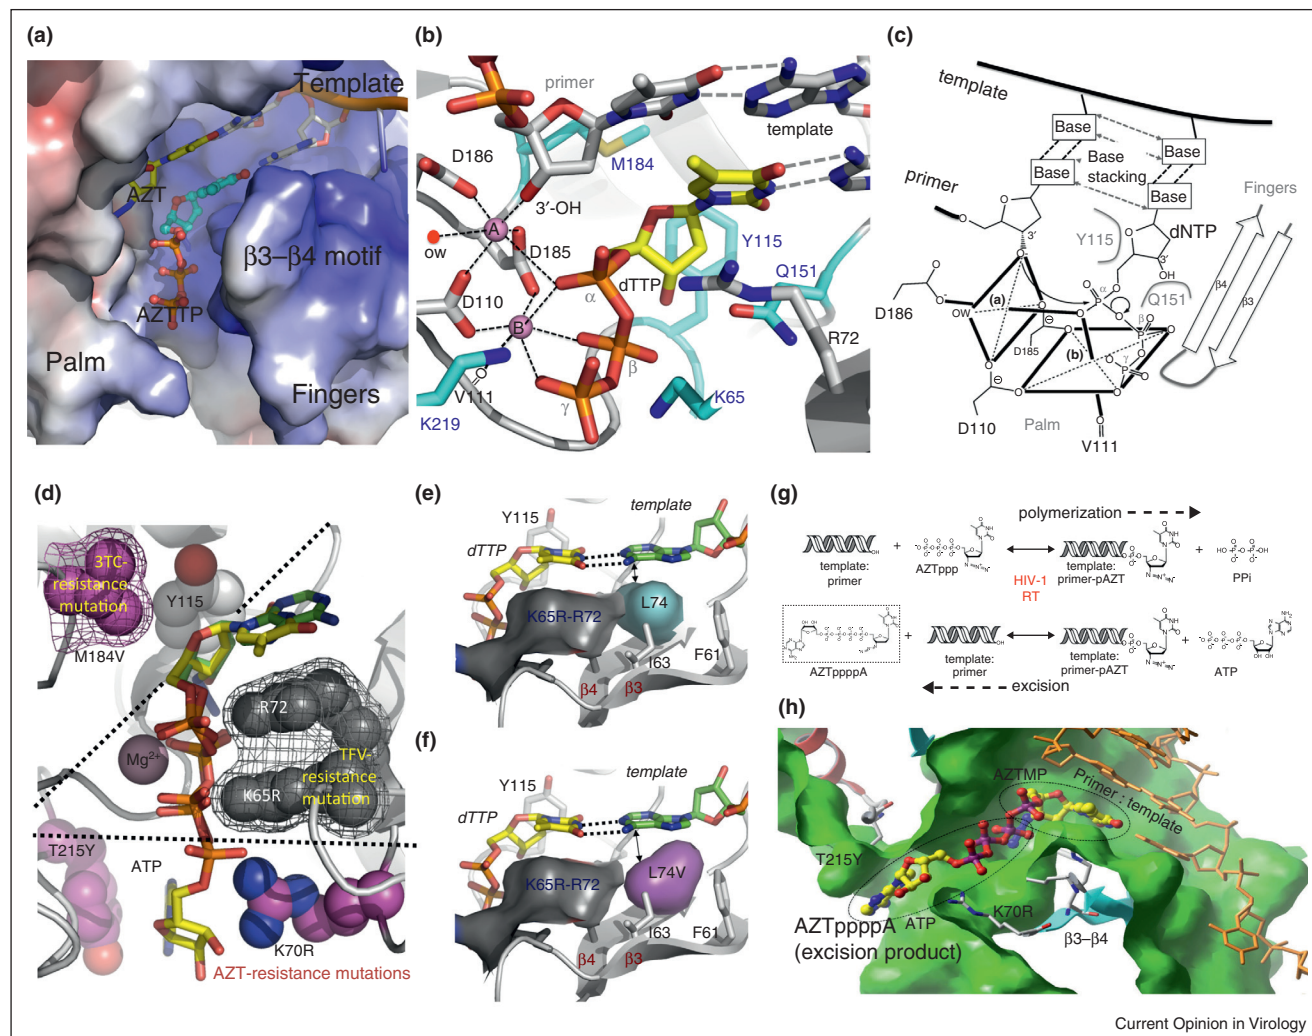 (a)
Template
AZT
β3–β4 motif
AZTTP
Palm
Fingers
(b)
primer
template
D186
M184
3′-OH
A
ow
D185
Y115
dTTP
α
Q151
D110
B
R72
β
V111
O
K65
γ
K219
(c)
template
Base
Base
Base
Base
Base
stacking
primer
Fingers
O
O
O
3′
Y115
dNTP
3′
OH
O
O
P
α
Q151
O
β4
β3
D186
O
O
OW
(a)
D185
(b)
β
P
O
γ
P
O
D110
Palm
O
V111
(d)
3TC-
resistance
mutation
Y115
M184V
R72
Mg2+
TFV-
resistance-
mutation
K65R
T215Y
ATP
K70R
AZT-resistance mutations
(e)
template
Y115
dTTP
L74
K65R-R72
I63
F61
β4
β3
(f)
template
Y115
dTTP
L74V
K65R-R72
I63
F61
β4
β3
(g)
polymerization
template:
primer
+
AZTppp
HIV-1
RT
template:
primer-pAZT
+
PPi
AZTppppA
+
template:
primer
template:
primer-pAZT
+
ATP
excision
(h)
AZTMP
Primer : template
T215Y
K70R
ATP
AZTppppA
(excision product)
β3–β4
Current Opinion in Virology